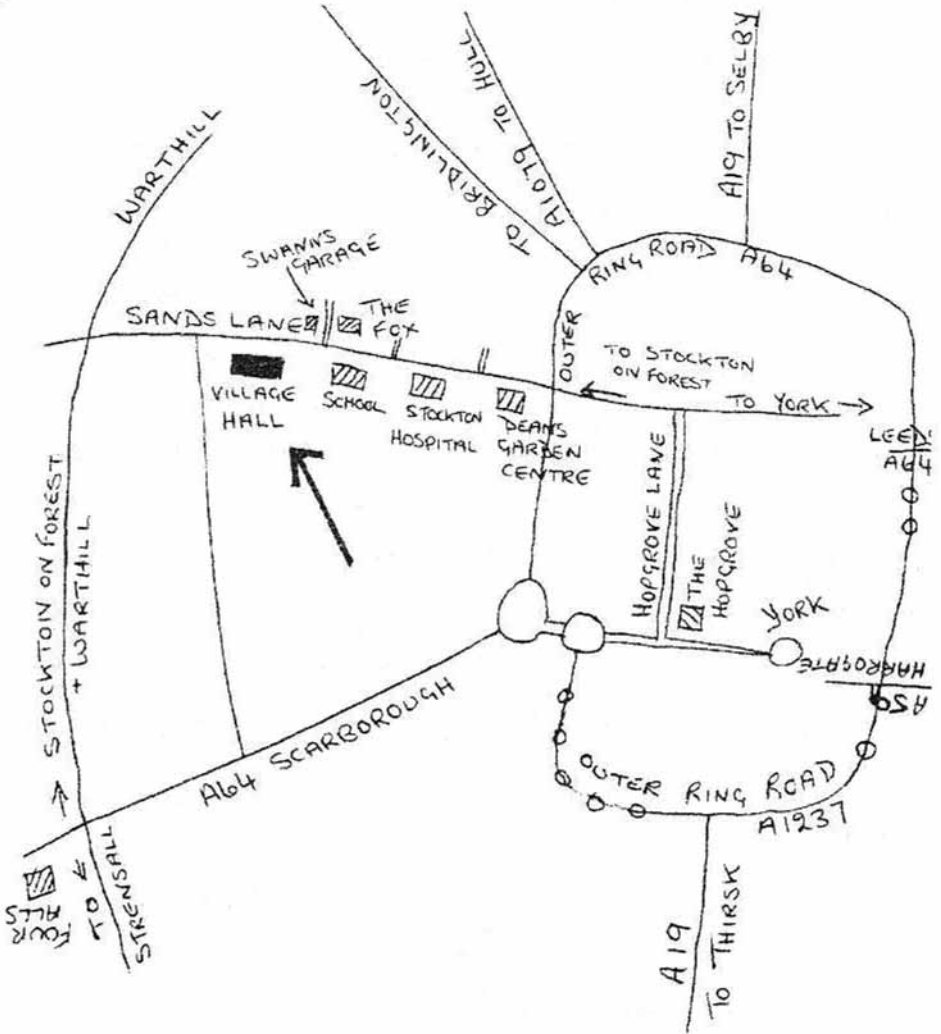 WARTHILL
TO BRIDLINGTON
A1079 TO HULL
A19 TO SELBY
SWANN'S
GARAGE
THE
FOX
SANDS LANE
RING ROAD A64
OUTER
TO STOCKTON
ON FOREST
TO YORK
VILLAGE
HALL
SCHOOL
STOCKTON
HOSPITAL
DEANS
GARDEN
CENTRE
LEEDS
A64
HOPGROVE LANE
THE
HOPGROVE
YORK
HARROGATE
STOCKTON ON FOREST
+ WARTHILL
A64 SCARBOROUGH
OUTER RING ROAD
A1237
FOUR
ALLS
TO
STRENSALL
A19
TO THIRSK